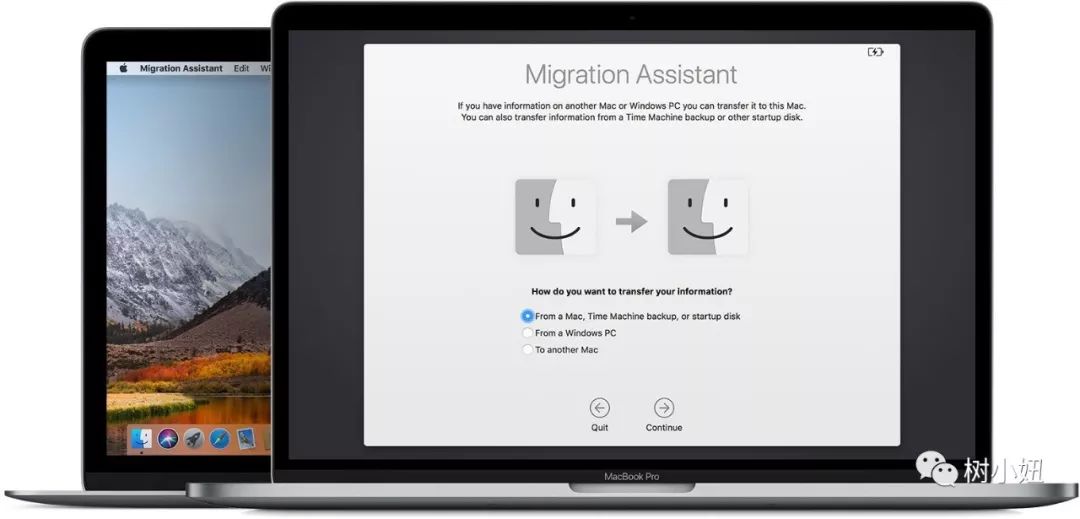 Migration Assistant Edit
Migration Assistant
If you have information on another Mac or Windows PC you can transfer it to this Mac.
You can also transfer information from a Time Machine backup or other startup disk.
How do you want to transfer your information?
From a Mac, Time Machine backup, or startup disk
From a Windows PC
To another Mac
Quit
Continue
MacBook Pro
树小妞